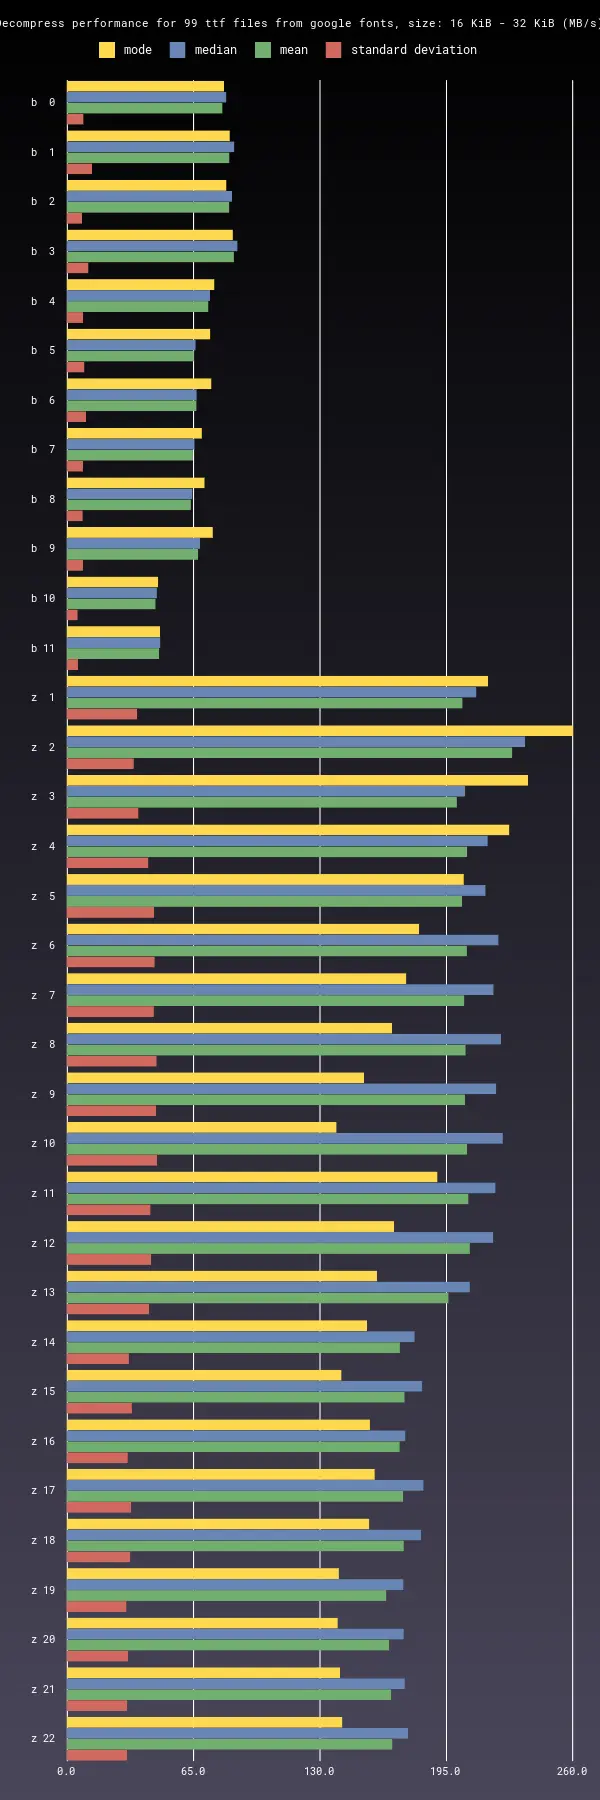 Decompress performance for 99 ttf files from google fonts, size: 16 KiB - 32 KiB (MB/s)
mode median mean standard deviation
b 0
b 1
b 2
b 3
b 4
b 5
b 6
b 7
b 8
b 9
b 10
b 11
z 1
z 2
z 3
z 4
z 5
z 6
z 7
z 8
z 9
z 10
z 11
z 12
z 13
z 14
z 15
z 16
z 17
z 18
z 19
z 20
z 21
z 22
0.0 65.0 130.0 195.0 260.0